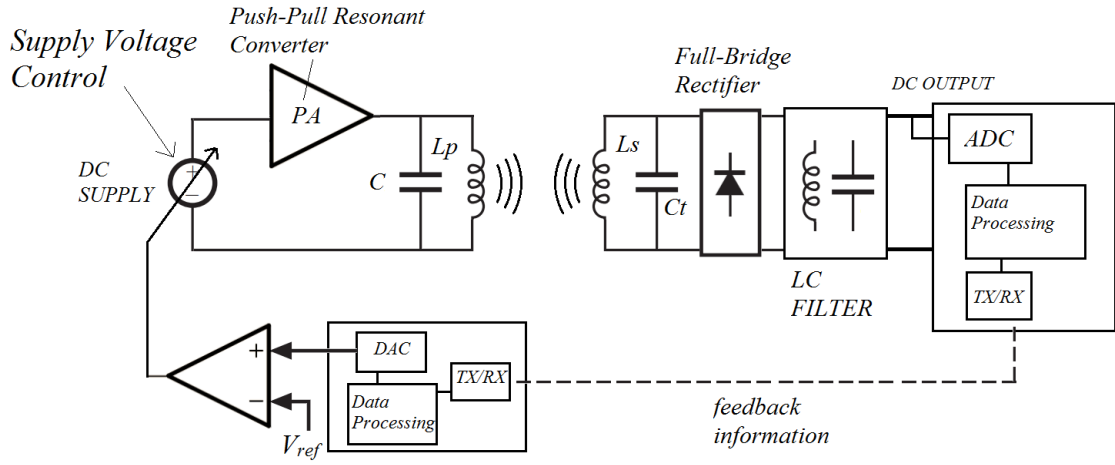 Push-Pull Resonant
Converter
Supply Voltage
Control
PA
DC
SUPPLY
+
−
C
Lp
Ls
Ct
Full-Bridge
Rectifier
LC
FILTER
DC OUTPUT
ADC
Data
Processing
TX/RX
+
−
Vref
DAC
Data
Processing
TX/RX
feedback
information